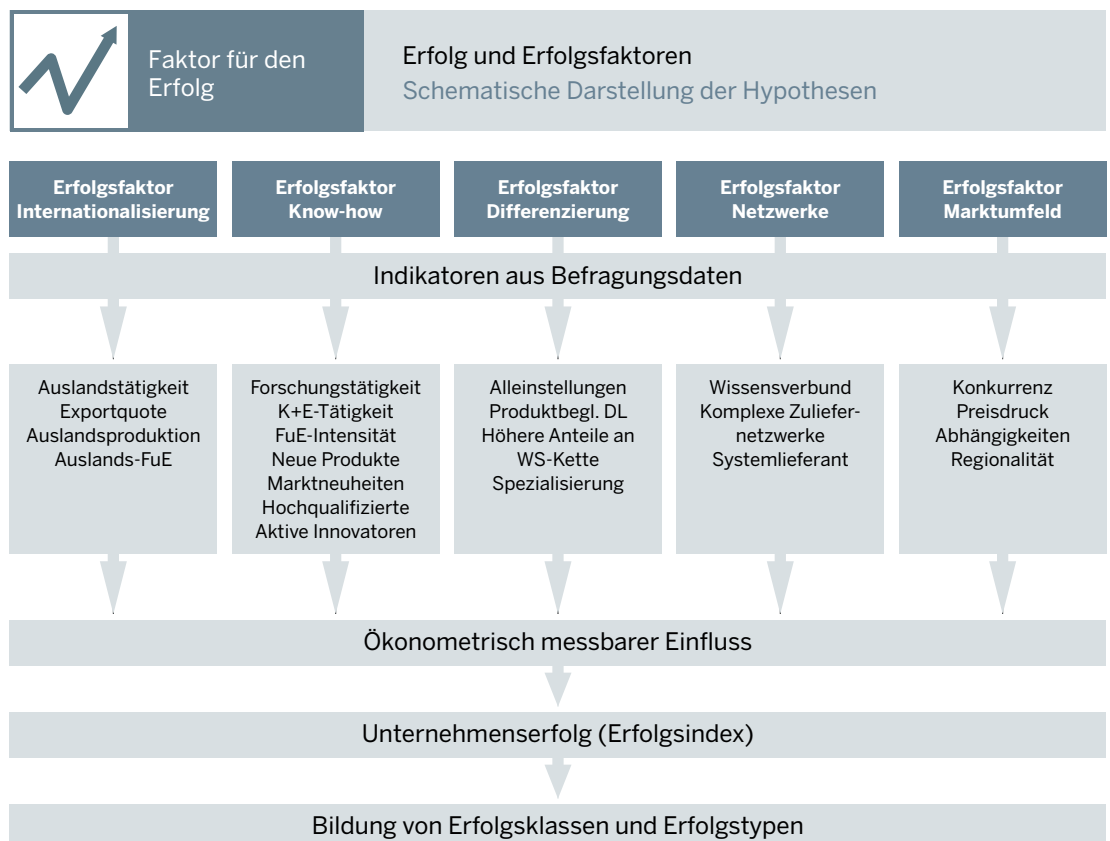 Faktor für den
Erfolg
Erfolg und Erfolgsfaktoren
Schematische Darstellung der Hypothesen
Erfolgsfaktor
Internationalisierung
Erfolgsfaktor
Know-how
Erfolgsfaktor
Differenzierung
Erfolgsfaktor
Netzwerke
Erfolgsfaktor
Marktumfeld
Indikatoren aus Befragungsdaten
Auslandstätigkeit
Exportquote
Auslandsproduktion
Auslands-FuE
Forschungstätigkeit
K+E-Tätigkeit
FuE-Intensität
Neue Produkte
Marktneuheiten
Hochqualifizierte
Aktive Innovatoren
Alleinstellungen
Produktbegl. DL
Höhere Anteile an
WS-Kette
Spezialisierung
Wissensverbund
Komplexe Zuliefer-
netzwerke
Systemlieferant
Konkurrenz
Preisdruck
Abhängigkeiten
Regionalität
Ökonometrisch messbarer Einfluss
Unternehmenserfolg (Erfolgsindex)
Bildung von Erfolgsklassen und Erfolgstypen